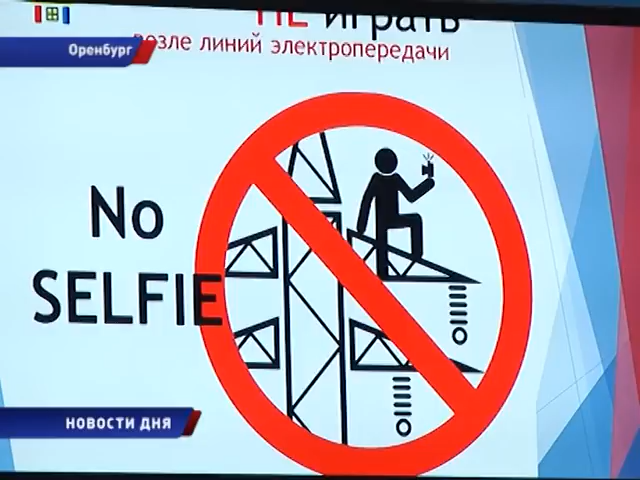 НЕ играть
возле линий электропередачи
Оренбург
No
SELFIE
НОВОСТИ ДНЯ